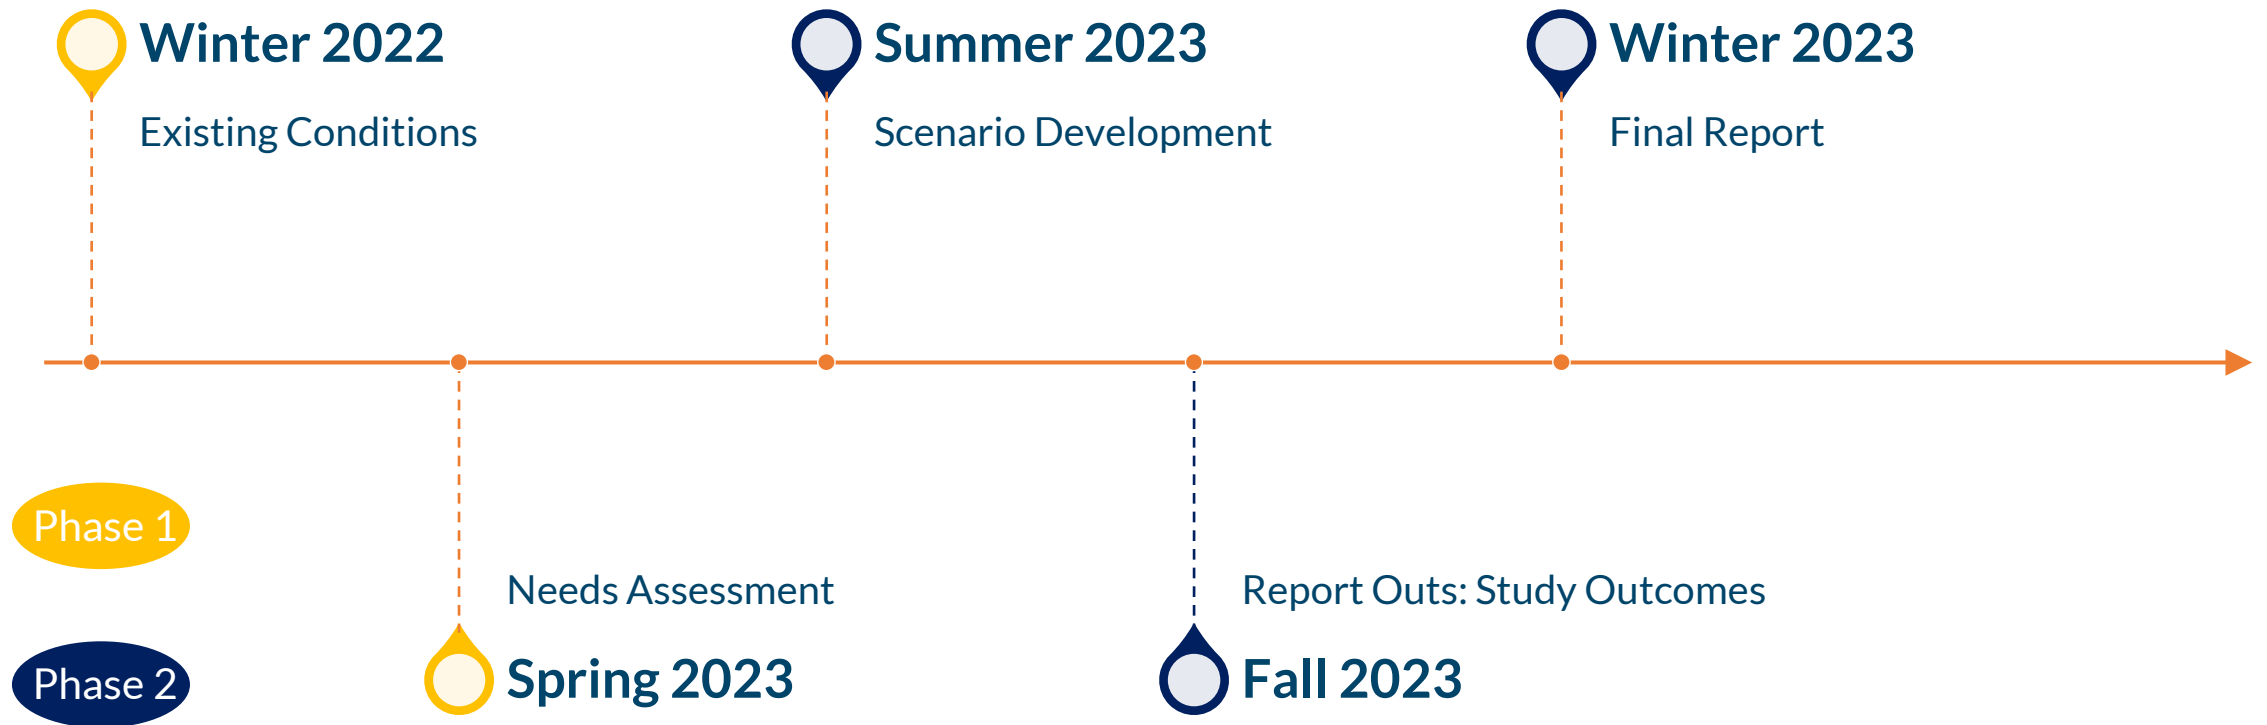 Winter 2022
Existing Conditions
Summer 2023
Scenario Development
Winter 2023
Final Report
Phase 1
Phase 2
Needs Assessment
Spring 2023
Report Outs: Study Outcomes
Fall 2023